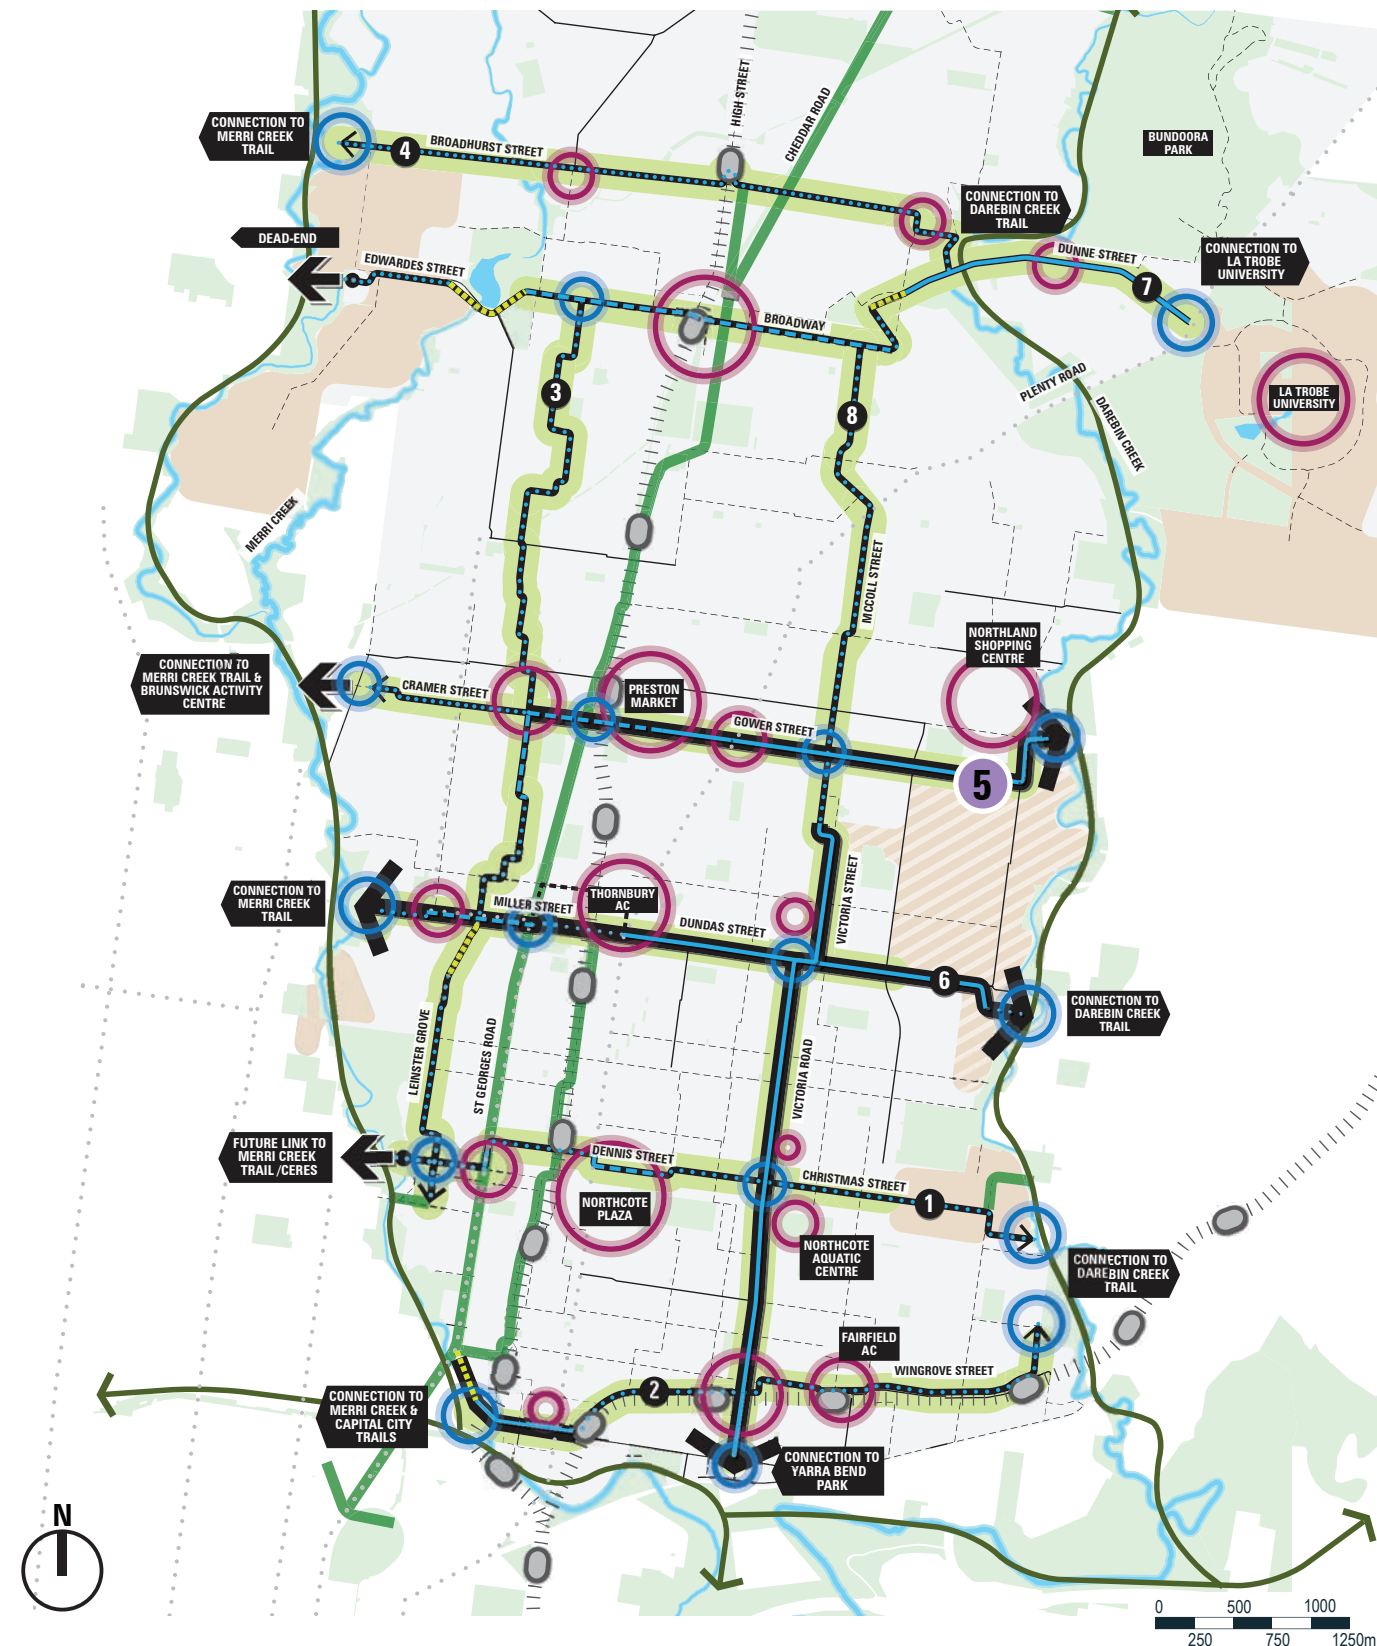 HIGH STREET
CHEDDAR ROAD
CONNECTION TO
MERRI CREEK
TRAIL
4
BROADHURST STREET
BUNDOORA
PARK
CONNECTION TO
DAREBIN CREEK
TRAIL
DEAD-END
EDWARDES STREET
DUNNE STREET
CONNECTION TO
LA TROBE
UNIVERSITY
7
BROADWAY
3
8
PLENTY ROAD
DAREBIN CREEK
LA TROBE
UNIVERSITY
MERRI CREEK
MCCOLL STREET
NORTHLAND
SHOPPING
CENTRE
CONNECTION TO
MERRI CREEK TRAIL &
BRUNSWICK ACTIVITY
CENTRE
CRAMER STREET
PRESTON
MARKET
GOWER STREET
5
CONNECTION TO
MERRI CREEK
TRAIL
MILLER STREET
THORNBURY
AC
DUNDAS STREET
VICTORIA STREET
6
CONNECTION TO
DAREBIN CREEK
TRAIL
LEINSTER GROVE
ST GEORGES ROAD
VICTORIA ROAD
FUTURE LINK TO
MERRI CREEK
TRAIL /CERES
DENNIS STREET
CHRISTMAS STREET
1
NORTHCOTE
PLAZA
NORTHCOTE
AQUATIC
CENTRE
CONNECTION TO
DAREBIN CREEK
TRAIL
FAIRFIELD
AC
WINGROVE STREET
2
CONNECTION TO
MERRI CREEK &
CAPITAL CITY
TRAILS
CONNECTION TO
YARRA BEND
PARK
N
0 500 1000
250 750 1250m